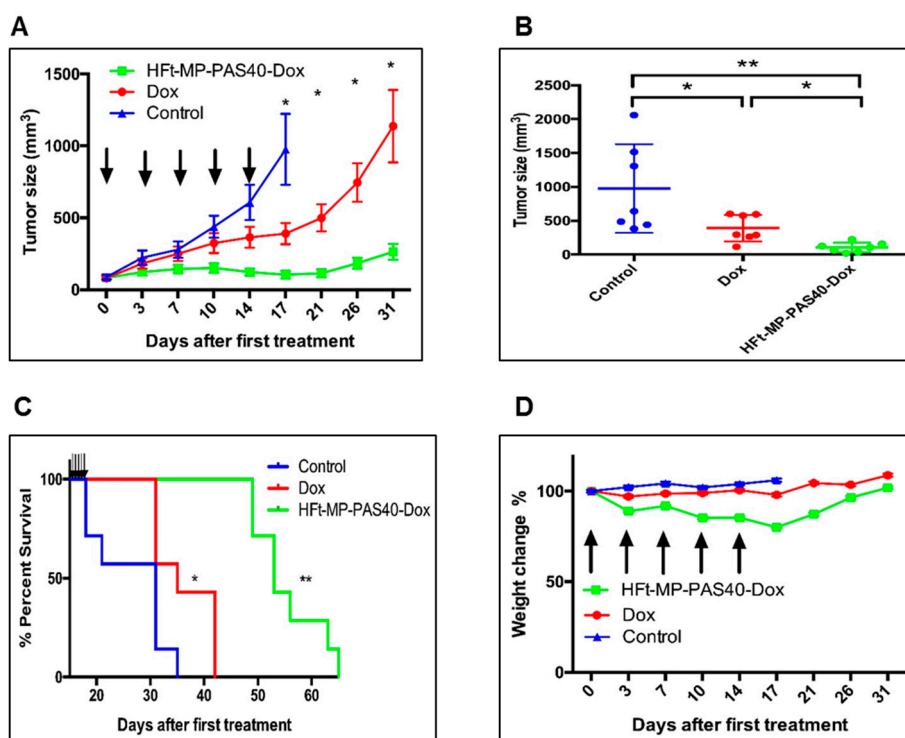 A
HFt-MP-PAS40-Dox
Dox
Control
1500
1000
500
0
Tumor size (mm³)
* * * *
*
0 3 7 10 14 17 21 26 31
Days after first treatment
B
**
* *
2500
2000
1500
1000
500
0
Tumor size (mm³)
Control
Dox
HFt-MP-PAS40-Dox
C
Control
Dox
HFt-MP-PAS40-Dox
100
50
0
% Percent Survival
* **
20 30 40 50 60
Days after first treatment
D
100
50
0
Weight change %
HFt-MP-PAS40-Dox
Dox
Control
0 3 7 10 14 17 21 26 31
Days after first treatment